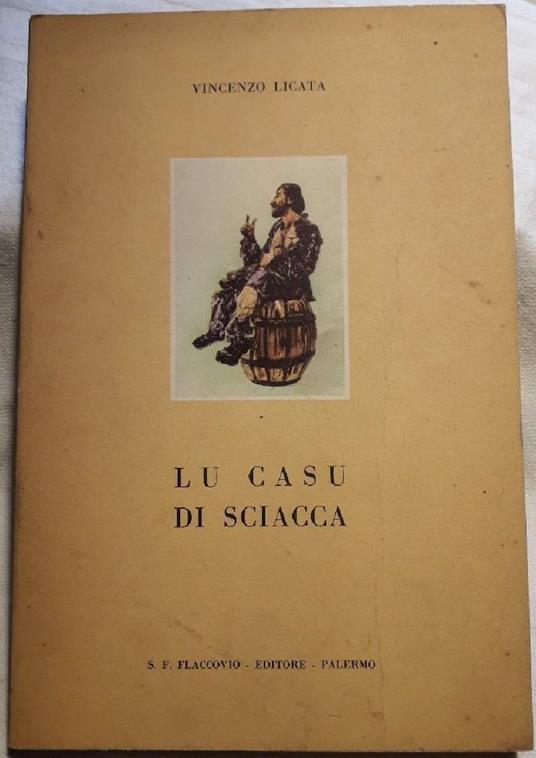 VINCENZO LICATA
LU CASU
DI SCIACCA
S. F. FLACCOVIO - EDITORE - PALERMO